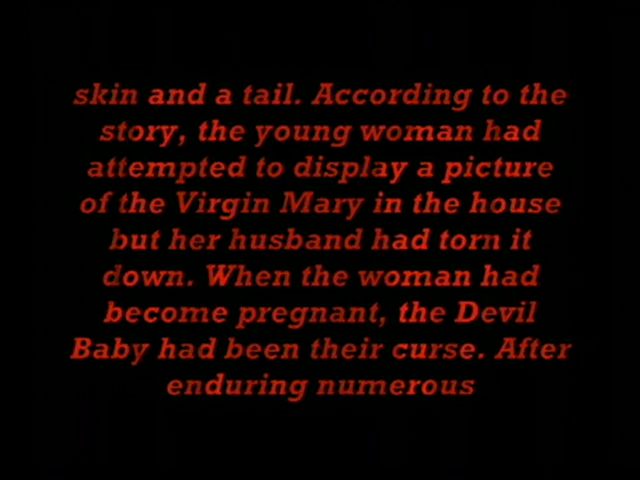 skin and a tail. According to the
story, the young woman had
attempted to display a picture
of the Virgin Mary in the house
but her husband had torn it
down. When the woman had
become pregnant, the Devil
Baby had been their curse. After
enduring numerous